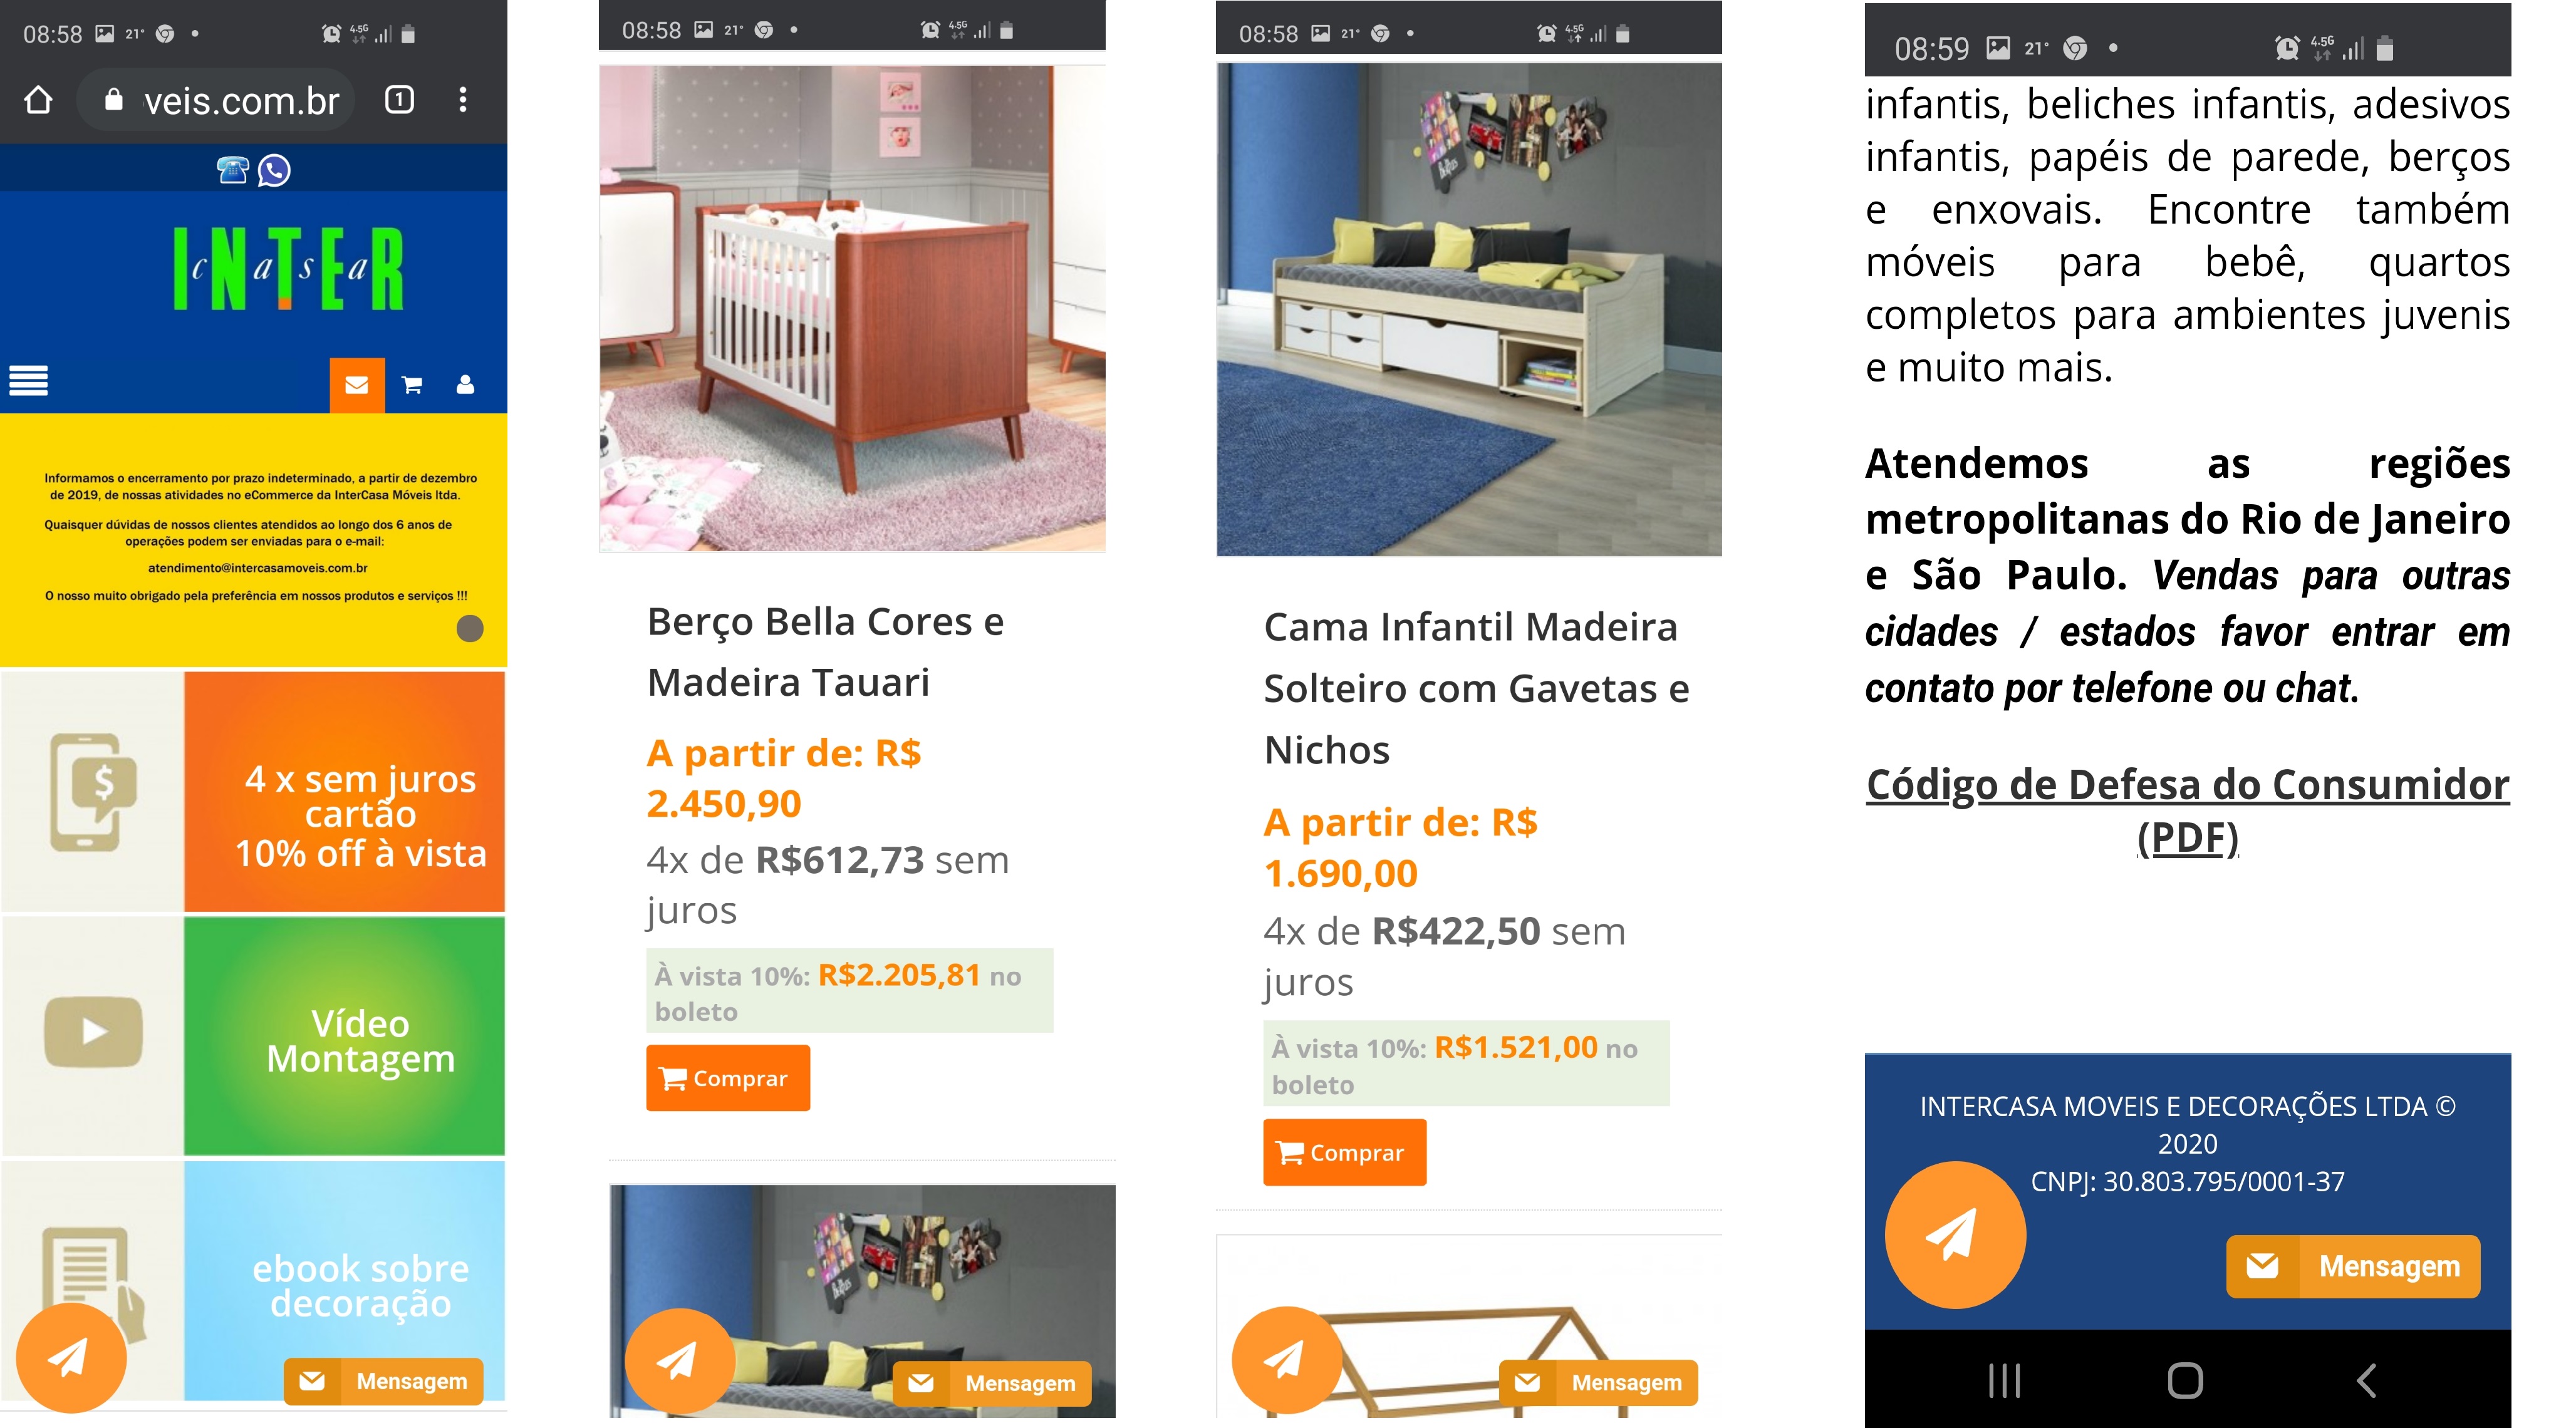 08:58 21° 4.5G
veis.com.br 1
INTER
casa
Informamos o encerramento por prazo indeterminado, a partir de dezembro
de 2019, de nossas atividades no eCommerce da InterCasa Móveis ltda.
Quaisquer dúvidas de nossos clientes atendidos ao longo dos 6 anos de
operações podem ser enviadas para o e-mail:
atendimento@intercasamoveis.com.br
O nosso muito obrigado pela preferência em nossos produtos e serviços !!!
$
4 x sem juros
cartão
10% off à vista
Vídeo
Montagem
ebook sobre
decoração
Mensagem
08:58 21° 4.5G
Berço Bella Cores e
Madeira Tauari
A partir de: R$
2.450,90
4x de R$612,73 sem
juros
À vista 10%: R$2.205,81 no
boleto
Comprar
Mensagem
08:58 21° 4.5G
Cama Infantil Madeira
Solteiro com Gavetas e
Nichos
A partir de: R$
1.690,00
4x de R$422,50 sem
juros
À vista 10%: R$1.521,00 no
boleto
Comprar
Mensagem
08:59 21° 4.5G
infantis, beliches infantis, adesivos
infantis, papéis de parede, berços
e enxovais. Encontre também
móveis para bebê, quartos
completos para ambientes juvenis
e muito mais.
Atendemos as regiões
metropolitanas do Rio de Janeiro
e São Paulo. Vendas para outras
cidades / estados favor entrar em
contato por telefone ou chat.
Código de Defesa do Consumidor
(PDF)
INTERCASA MOVEIS E DECORAÇÕES LTDA ©
2020
CNPJ: 30.803.795/0001-37
Mensagem